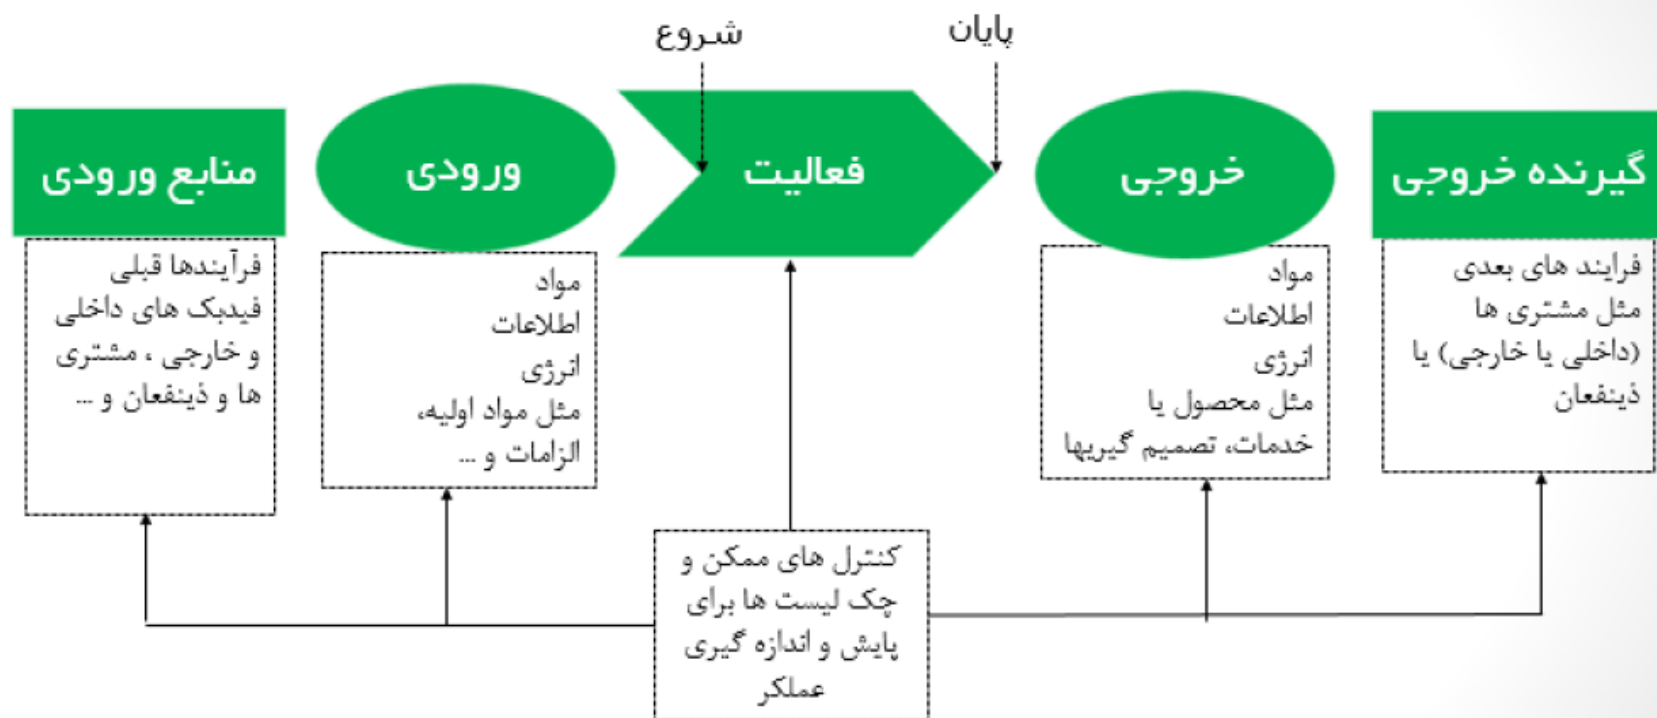 شروع
پایان
منابع ورودی
ورودی
فعالیت
خروجی
گیرنده خروجی
فرآیندها قبلی
فیدبک های داخلی
و خارجی ، مشتری
ها و ذینفعان و ...
مواد
اطلاعات
انرژی
مثل مواد اولیه،
الزامات و ...
مواد
اطلاعات
انرژی
مثل محصول یا
خدمات، تصمیم گیریها
فرایند های بعدی
مثل مشتری ها
(داخلی یا خارجی) یا
ذینفعان
کنترل های ممکن و
چک لیست ها برای
پایش و اندازه گیری
عملکر